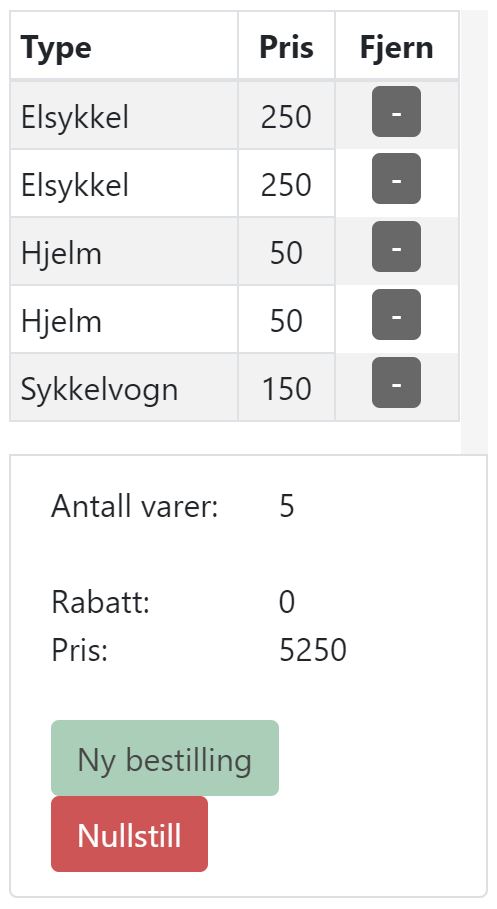 Type Pris Fjern
Elsykkel 250 -
Elsykkel 250 -
Hjelm 50 -
Hjelm 50 -
Sykkelvogn 150 -
Antall varer: 5
Rabatt: 0
Pris: 5250
Ny bestilling
Nullstill